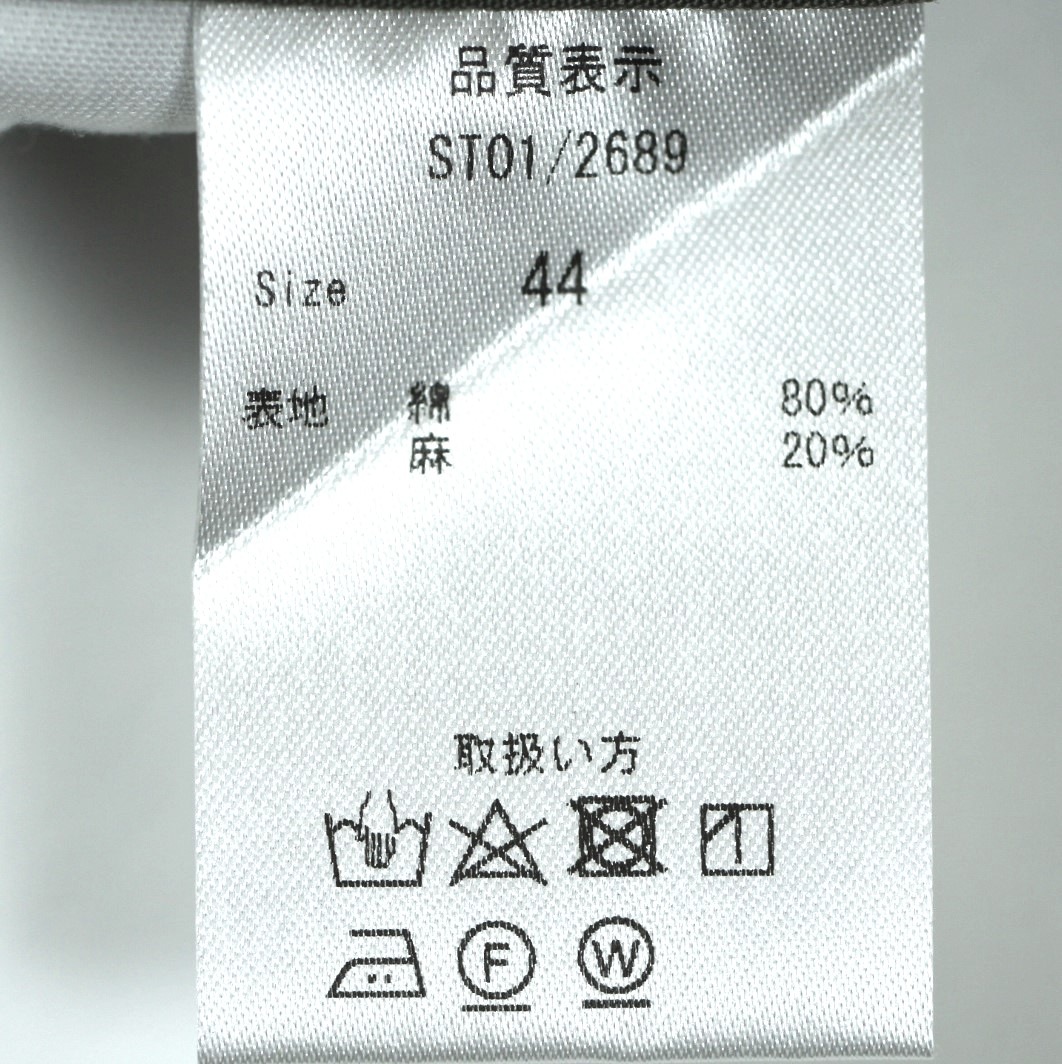 品質表示
ST01/2689
Size 44
表地 綿 80%
麻 20%
取扱い方
F W